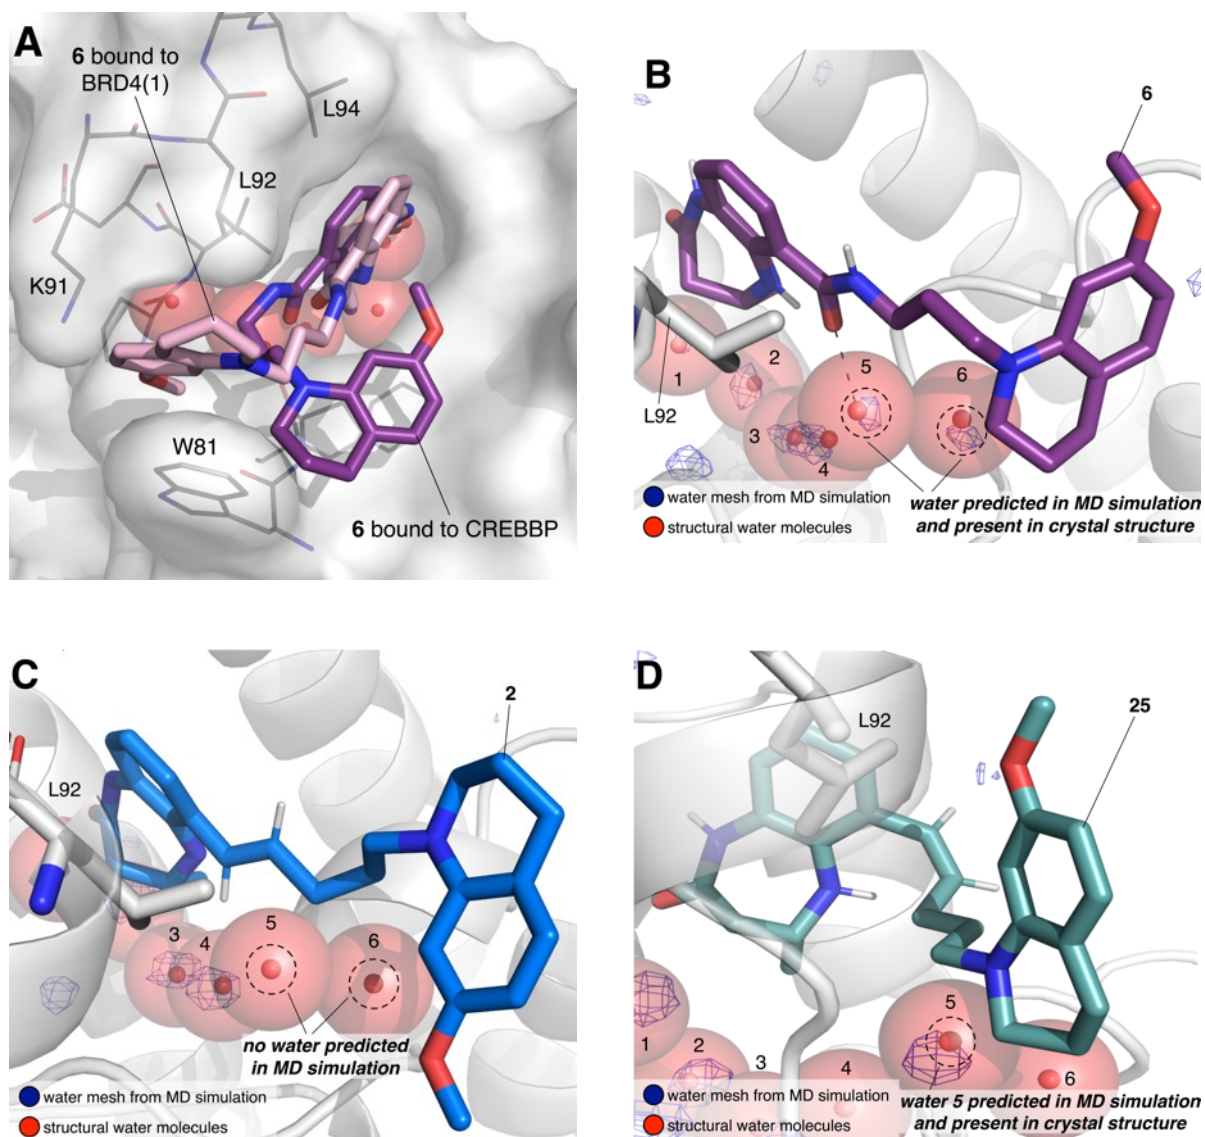 A
6 bound to
BRD4(1)
L94
L92
K91
W81
6 bound to CREBBP
B
6
1
2
3
4
5
6
L92
water mesh from MD simulation
structural water molecules
water predicted in MD simulation
and present in crystal structure
C
2
L92
3
4
5
6
no water predicted
in MD simulation
water mesh from MD simulation
structural water molecules
D
L92
25
1
2
3
4
5
6
water mesh from MD simulation
structural water molecules
water 5 predicted in MD simulation
and present in crystal structure